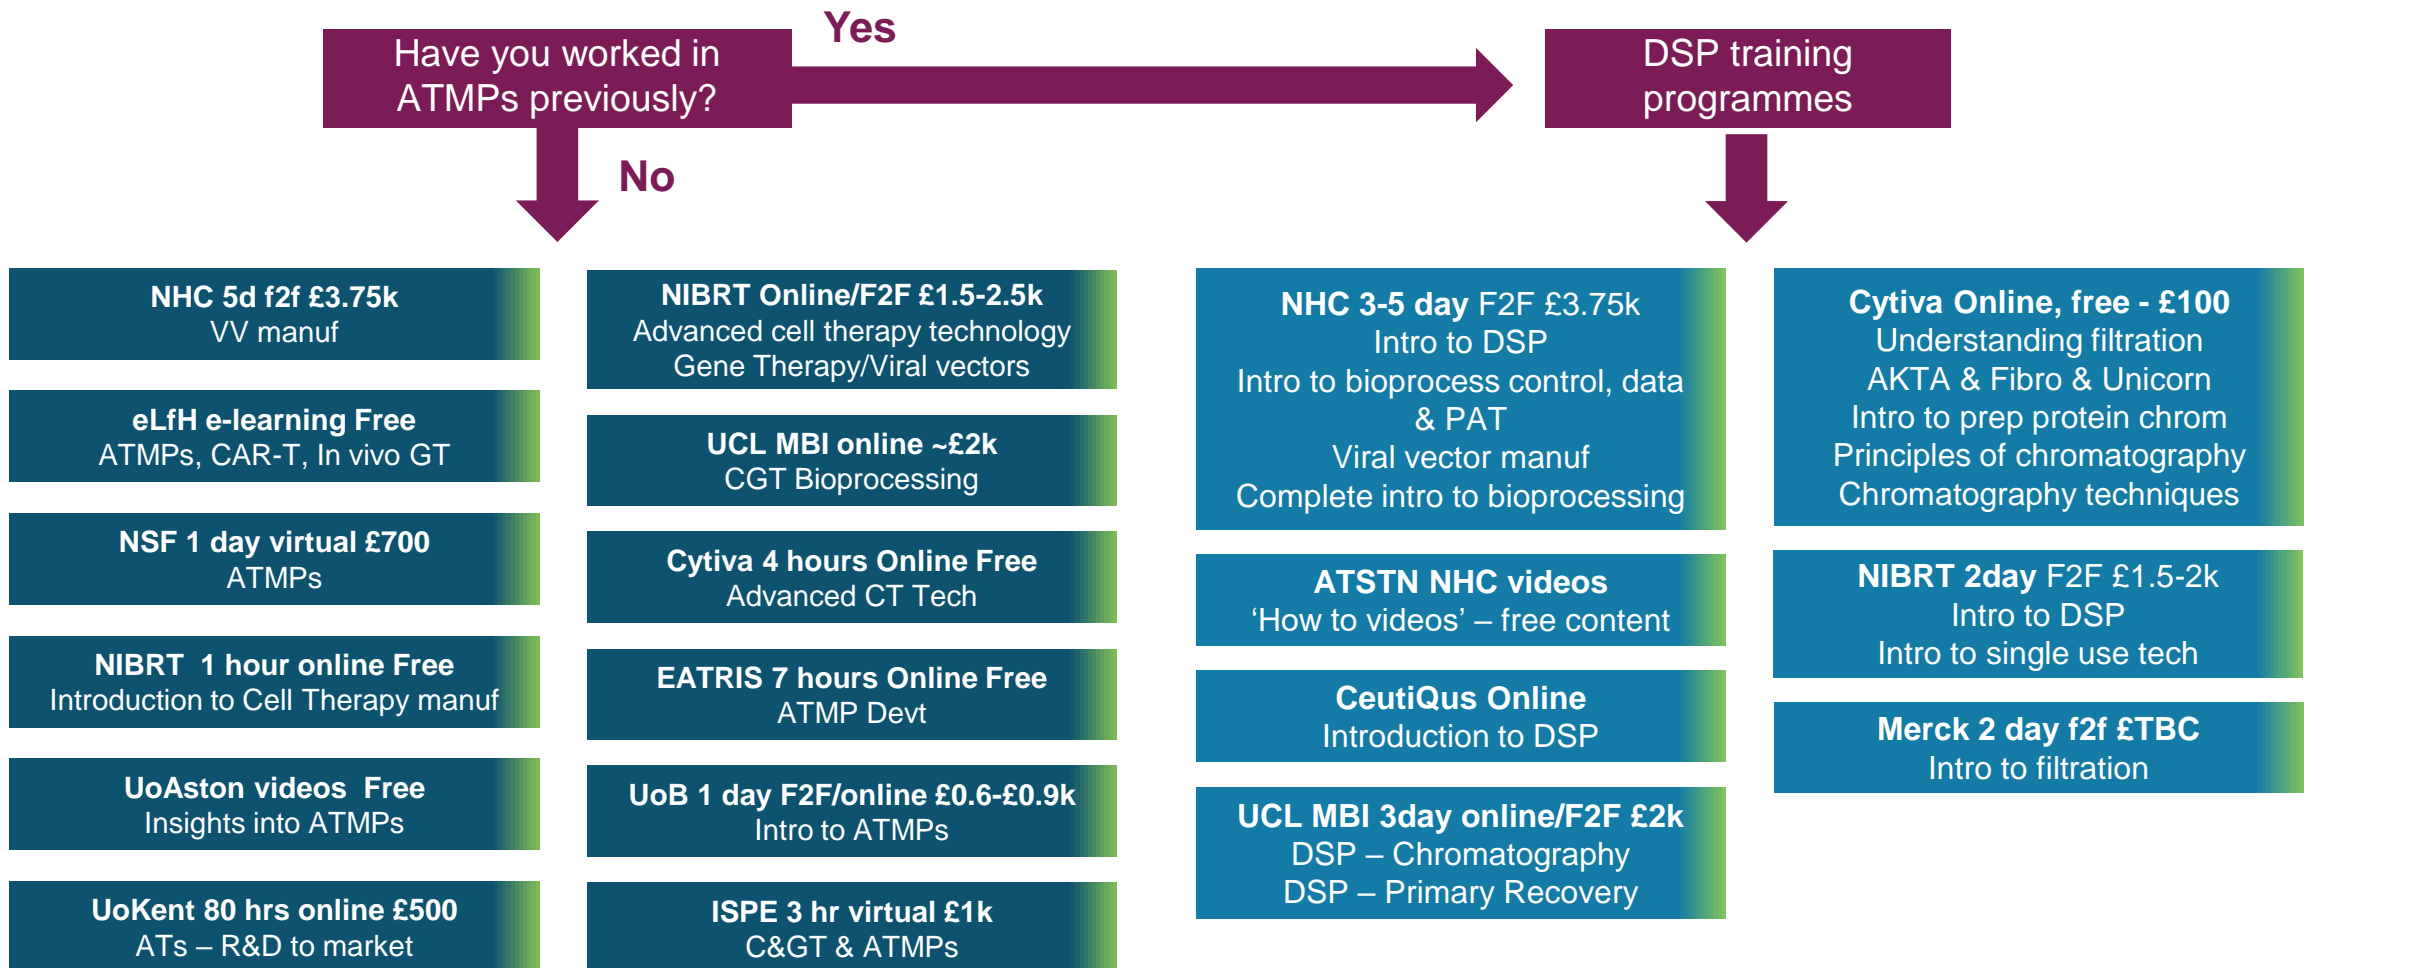 Have you worked in
ATMPs previously?
Yes
DSP training
programmes
No
NHC 5d f2f £3.75k
VV manuf
eLfH e-learning Free
ATMPs, CAR-T, In vivo GT
NSF 1 day virtual £700
ATMPs
NIBRT  1 hour online Free
Introduction to Cell Therapy manuf
UoAston videos  Free
Insights into ATMPs
UoKent 80 hrs online £500
ATs – R&D to market
NIBRT Online/F2F £1.5-2.5k
Advanced cell therapy technology
Gene Therapy/Viral vectors
UCL MBI online ~£2k
CGT Bioprocessing
Cytiva 4 hours Online Free
Advanced CT Tech
EATRIS 7 hours Online Free
ATMP Devt
UoB 1 day F2F/online £0.6-£0.9k
Intro to ATMPs
ISPE 3 hr virtual £1k
C&GT & ATMPs
NHC 3-5 day F2F £3.75k
Intro to DSP
Intro to bioprocess control, data
& PAT
Viral vector manuf
Complete intro to bioprocessing
ATSTN NHC videos
‘How to videos’ – free content
CeutiQus Online
Introduction to DSP
UCL MBI 3day online/F2F £2k
DSP – Chromatography
DSP – Primary Recovery
Cytiva Online, free - £100
Understanding filtration
AKTA & Fibro & Unicorn
Intro to prep protein chrom
Principles of chromatography
Chromatography techniques
NIBRT 2day F2F £1.5-2k
Intro to DSP
Intro to single use tech
Merck 2 day f2f £TBC
Intro to filtration